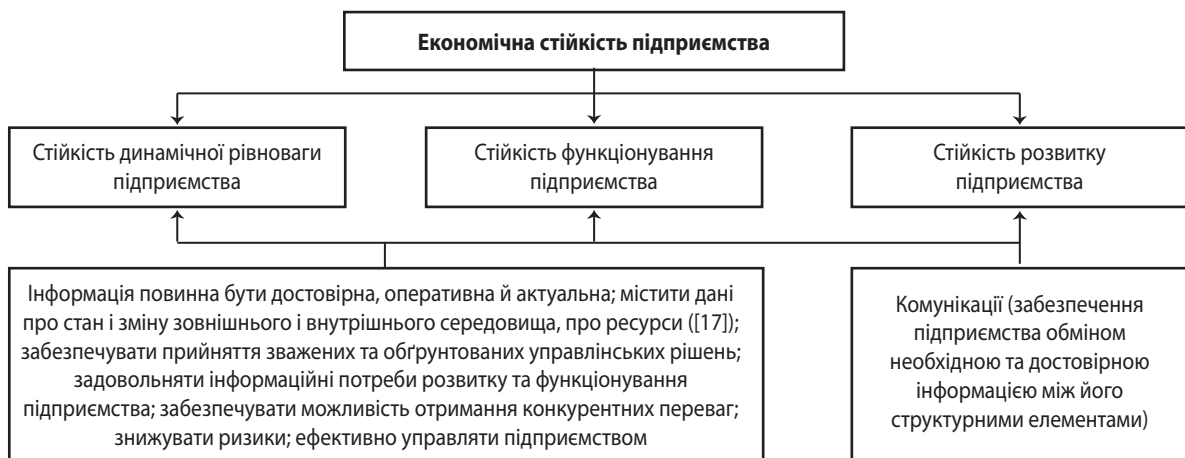 Економічна стійкість підприємства
Стійкість динамічної рівноваги
підприємства
Стійкість функціонування
підприємства
Стійкість розвитку
підприємства
Інформація повинна бути достовірна, оперативна й актуальна; містити дані
про стан і зміну зовнішнього і внутрішнього середовища, про ресурси ([17]);
забезпечувати прийняття зважених та обґрунтованих управлінських рішень;
задовольняти інформаційні потреби розвитку та функціонування
підприємства; забезпечувати можливість отримання конкурентних переваг;
знижувати ризики; ефективно управляти підприємством
Комунікації (забезпечення
підприємства обміном
необхідною та достовірною
інформацією між його
структурними елементами)